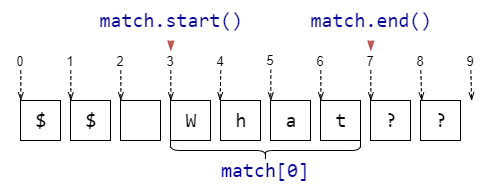 match.start() match.end()
0 1 2 3 4 5 6 7 8 9
$ $ W h a t ? ?
match[0]